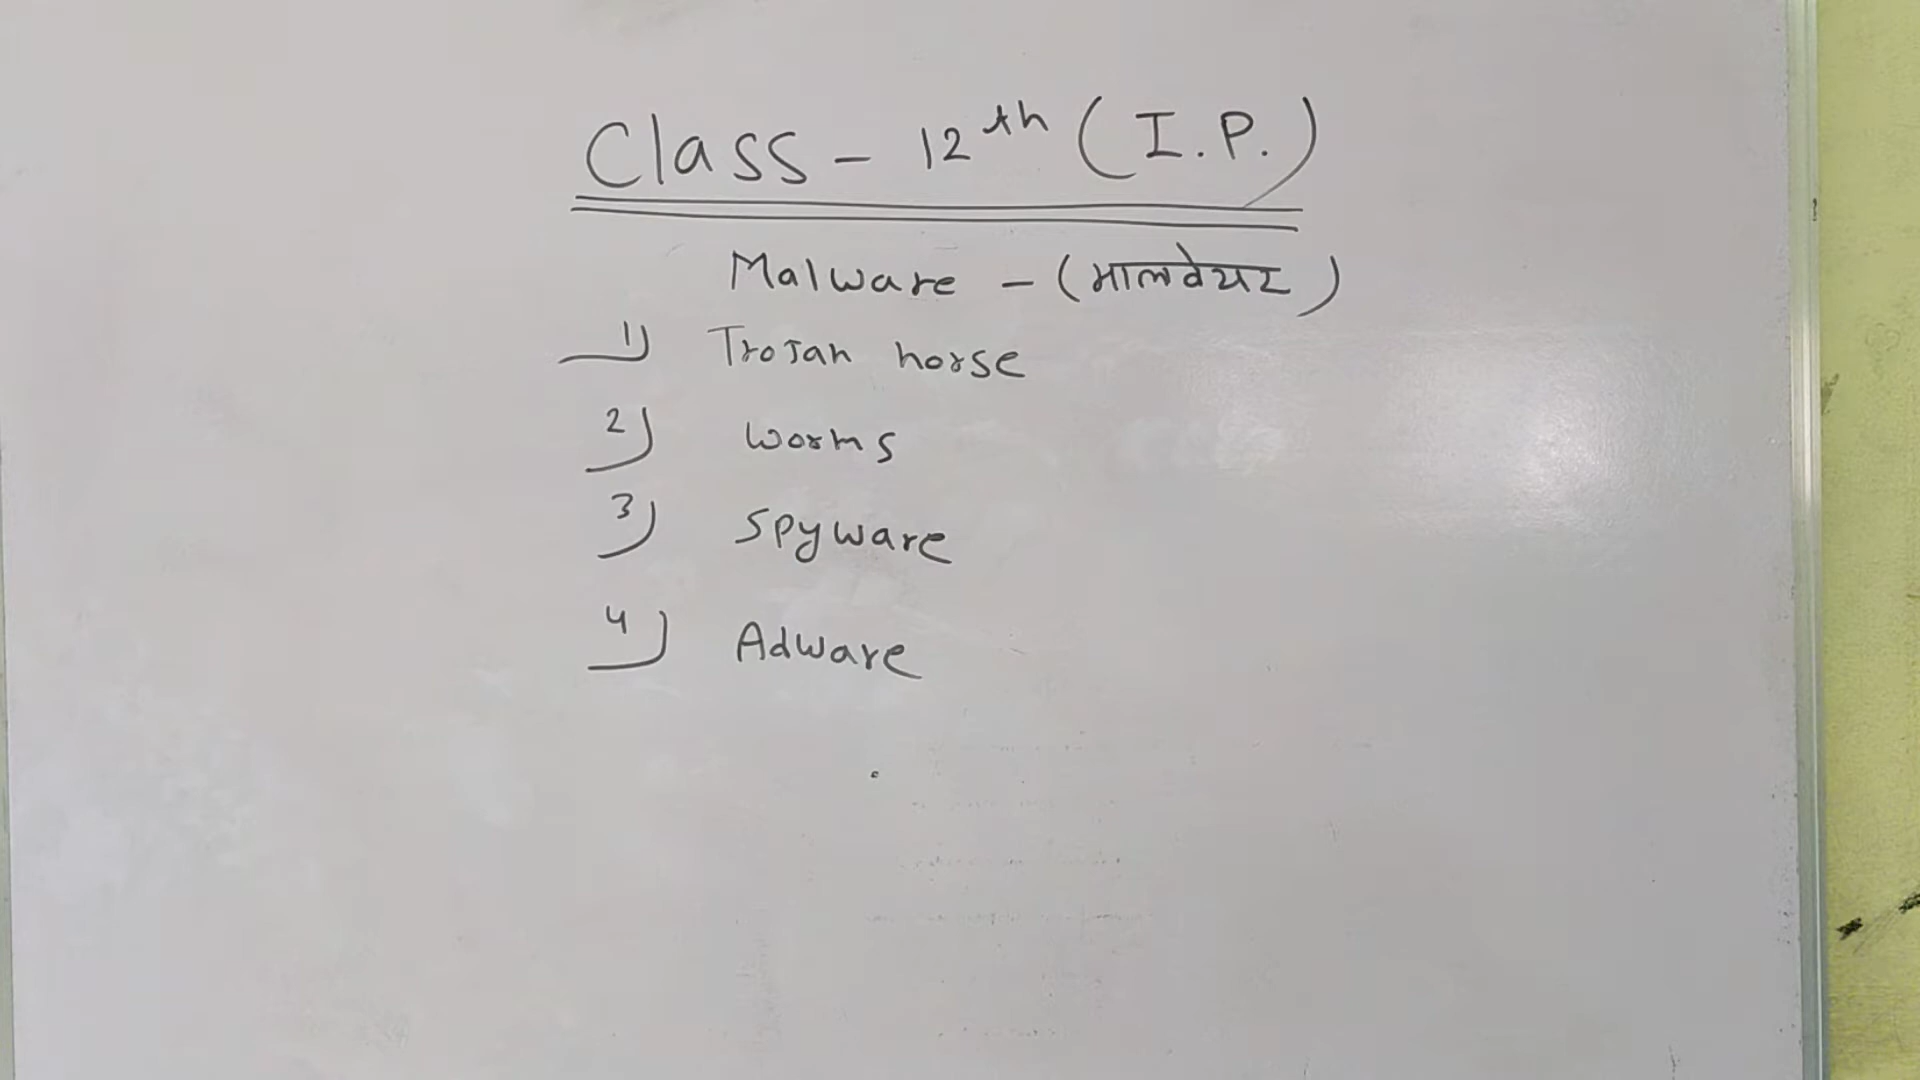 Class - 12th (I.P.)
Malware - (मालवेयर)
1) Trojan horse
2) Worms
3) Spyware
4) Adware